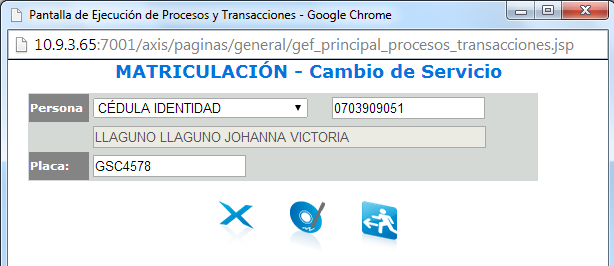 Pantalla de Ejecución de Procesos y Transacciones - Google Chrome
10.9.3.65:7001/axis/paginas/general/gef_principal_procesos_transacciones.jsp
MATRICULACIÓN - Cambio de Servicio
Persona CÉDULA IDENTIDAD 0703909051
LLAGUNO LLAGUNO JOHANNA VICTORIA
Placa: GSC4578